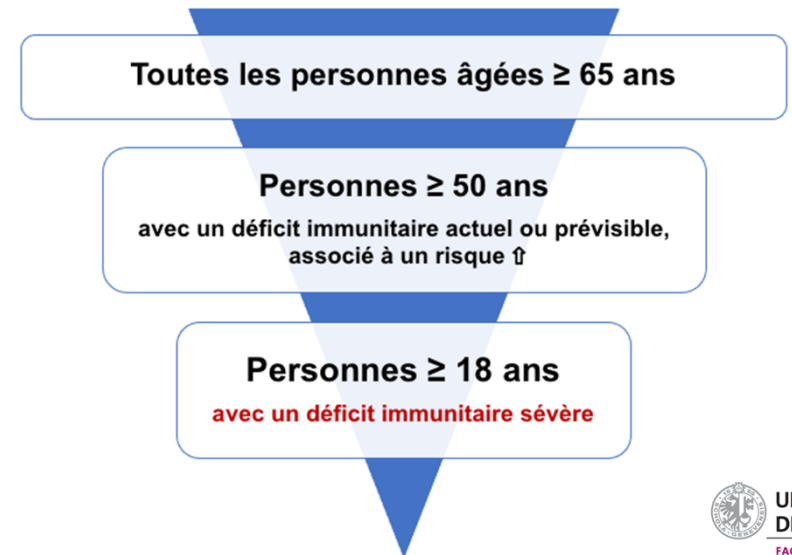 Toutes les personnes âgées ≥ 65 ans
Personnes ≥ 50 ans
avec un déficit immunitaire actuel ou prévisible,
associé à un risque ⇧
Personnes ≥ 18 ans
avec un déficit immunitaire sévère